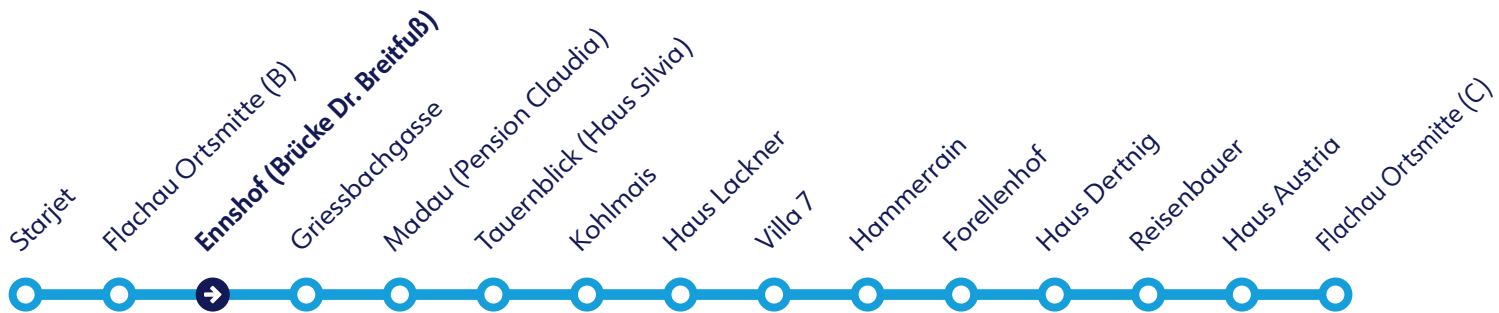 Starjet
Flachau Ortsmitte (B)
Ennshof (Brücke Dr. Breitfuß)
Griessbachgasse
Madau (Pension Claudia)
Tauernblick (Haus Silvia)
Kohlmais
Haus Lackner
Villa 7
Hammerrain
Forellenhof
Haus Dertnig
Reisenbauer
Haus Austria
Flachau Ortsmitte (C)